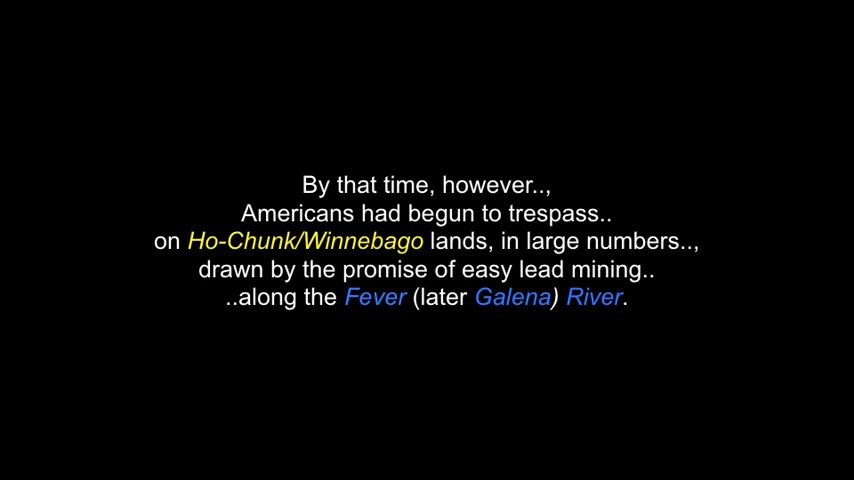 By that time, however..,
Americans had begun to trespass..
on Ho-Chunk/Winnebago lands, in large numbers..,
drawn by the promise of easy lead mining..
..along the Fever (later Galena) River.